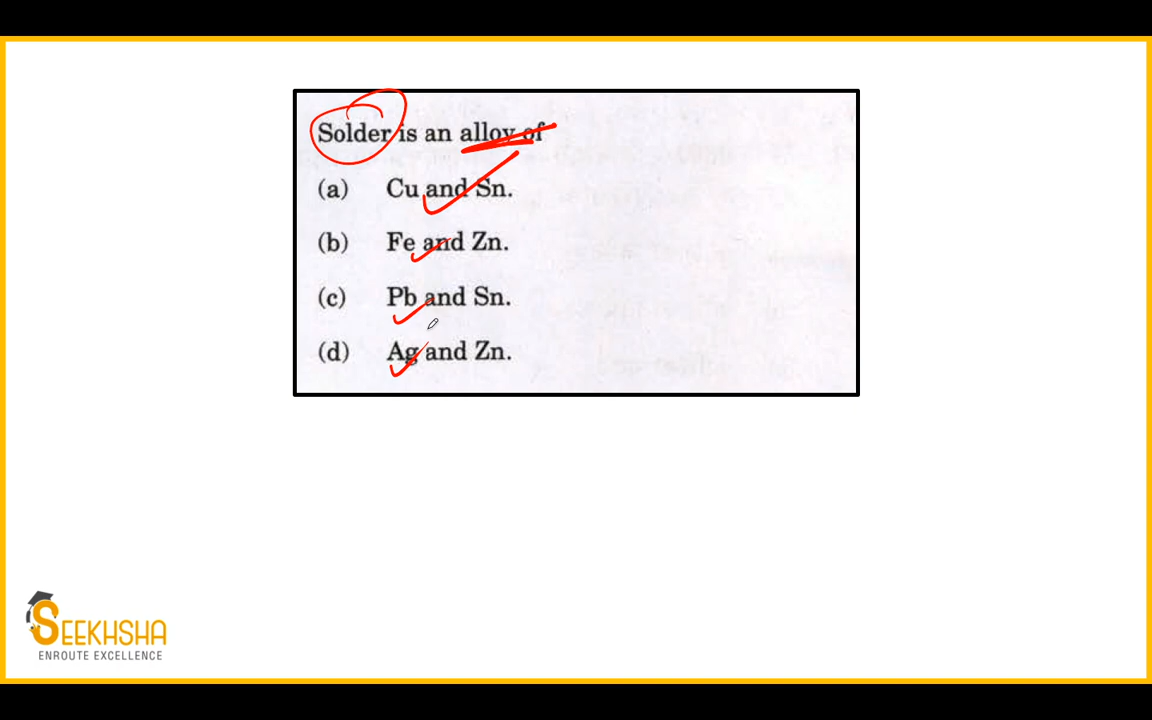 Solder is an alloy of
(a) Cu and Sn.
(b) Fe and Zn.
(c) Pb and Sn.
(d) Ag and Zn.
SEEKHSHA
ENROUTE EXCELLENCE